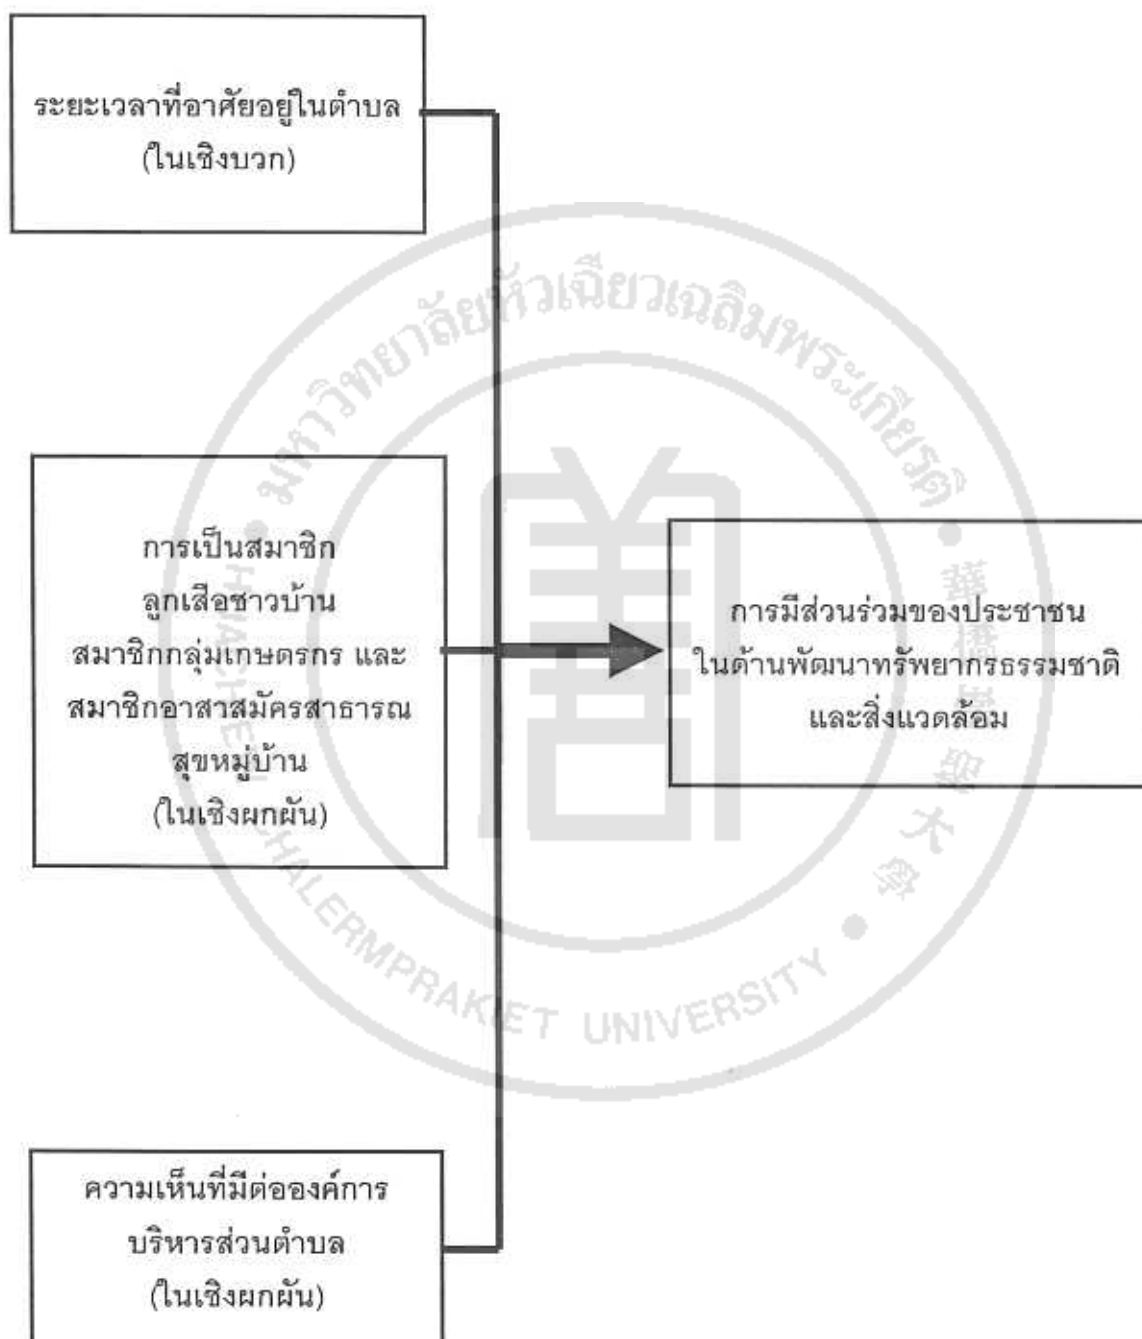 ระยะเวลาที่อาศัยอยู่ในตำบล
(ในเชิงบวก)
มหาวิทยาลัยหัวเฉียวเฉลิมพระเกียรติ
การเป็นสมาชิก
ลูกเสือชาวบ้าน
สมาชิกกลุ่มเกษตรกร และ
สมาชิกอาสาสมัครสาธารณ
สุขหมู่บ้าน
(ในเชิงผกผัน)
การมีส่วนร่วมของประชาชน
ในด้านพัฒนาทรัพยากรธรรมชาติ
และสิ่งแวดล้อม
CHALERMPRAKIET UNIVERSITY
ความเห็นที่มีต่อองค์การ
บริหารส่วนตำบล
(ในเชิงผกผัน)